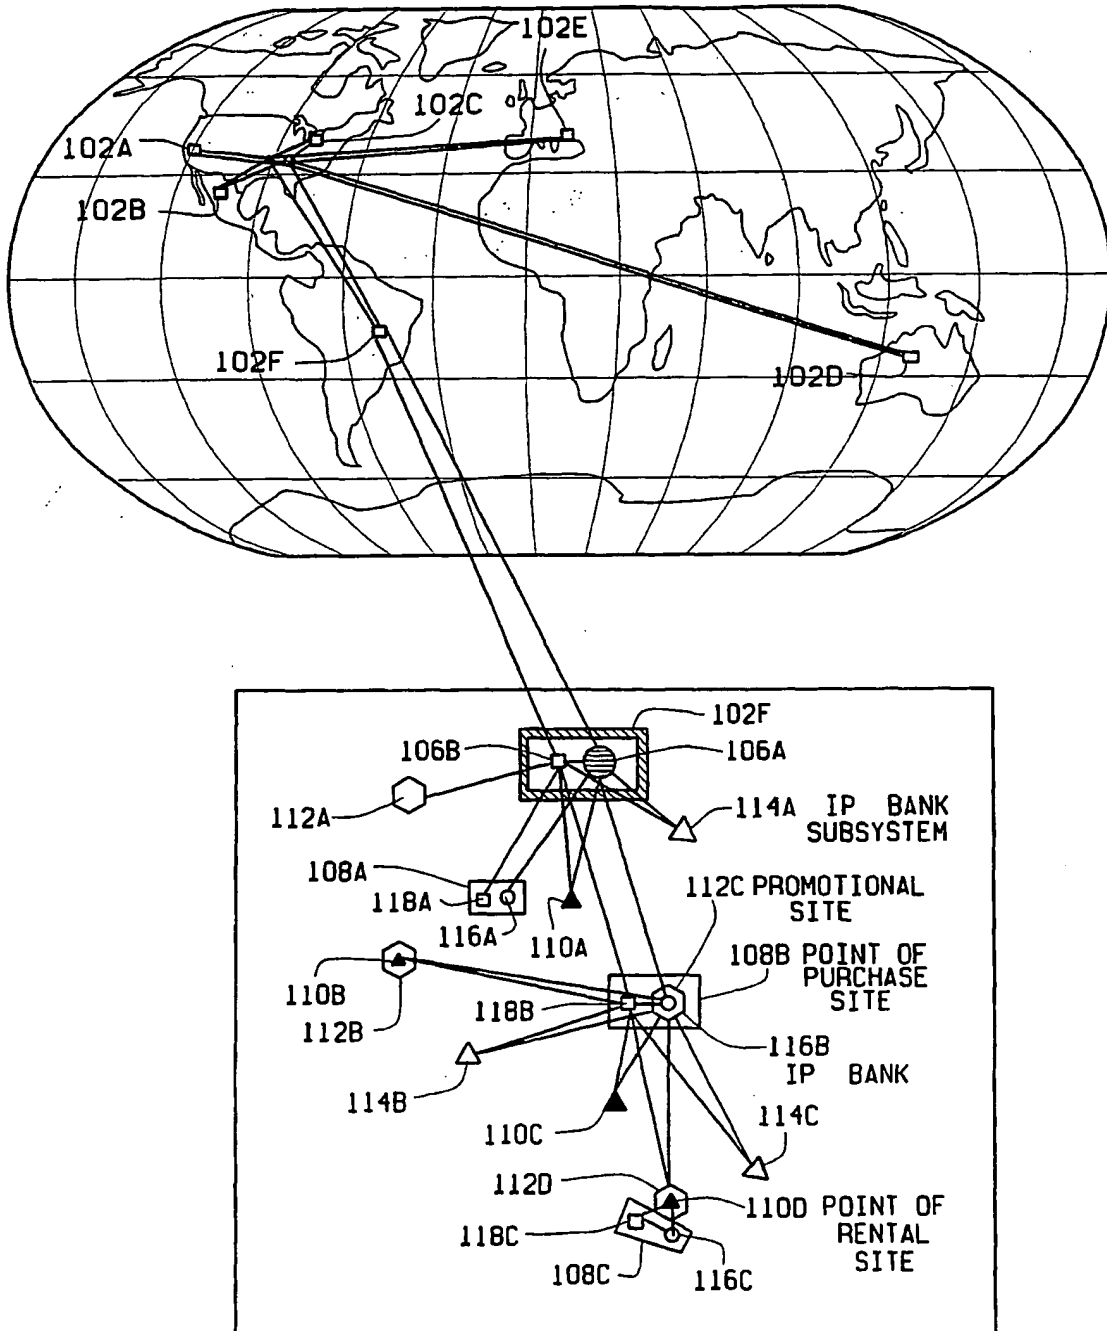 102E
102C
102A
102B
102F
102D
102F
106B
106A
112A
114A IP BANK
SUBSYSTEM
108A
112C PROMOTIONAL
SITE
118A
116A
110A
108B POINT OF
PURCHASE
SITE
110B
118B
112B
116B
IP BANK
114B
110C
114C
112D
110D POINT OF
RENTAL
SITE
118C
108C
116C